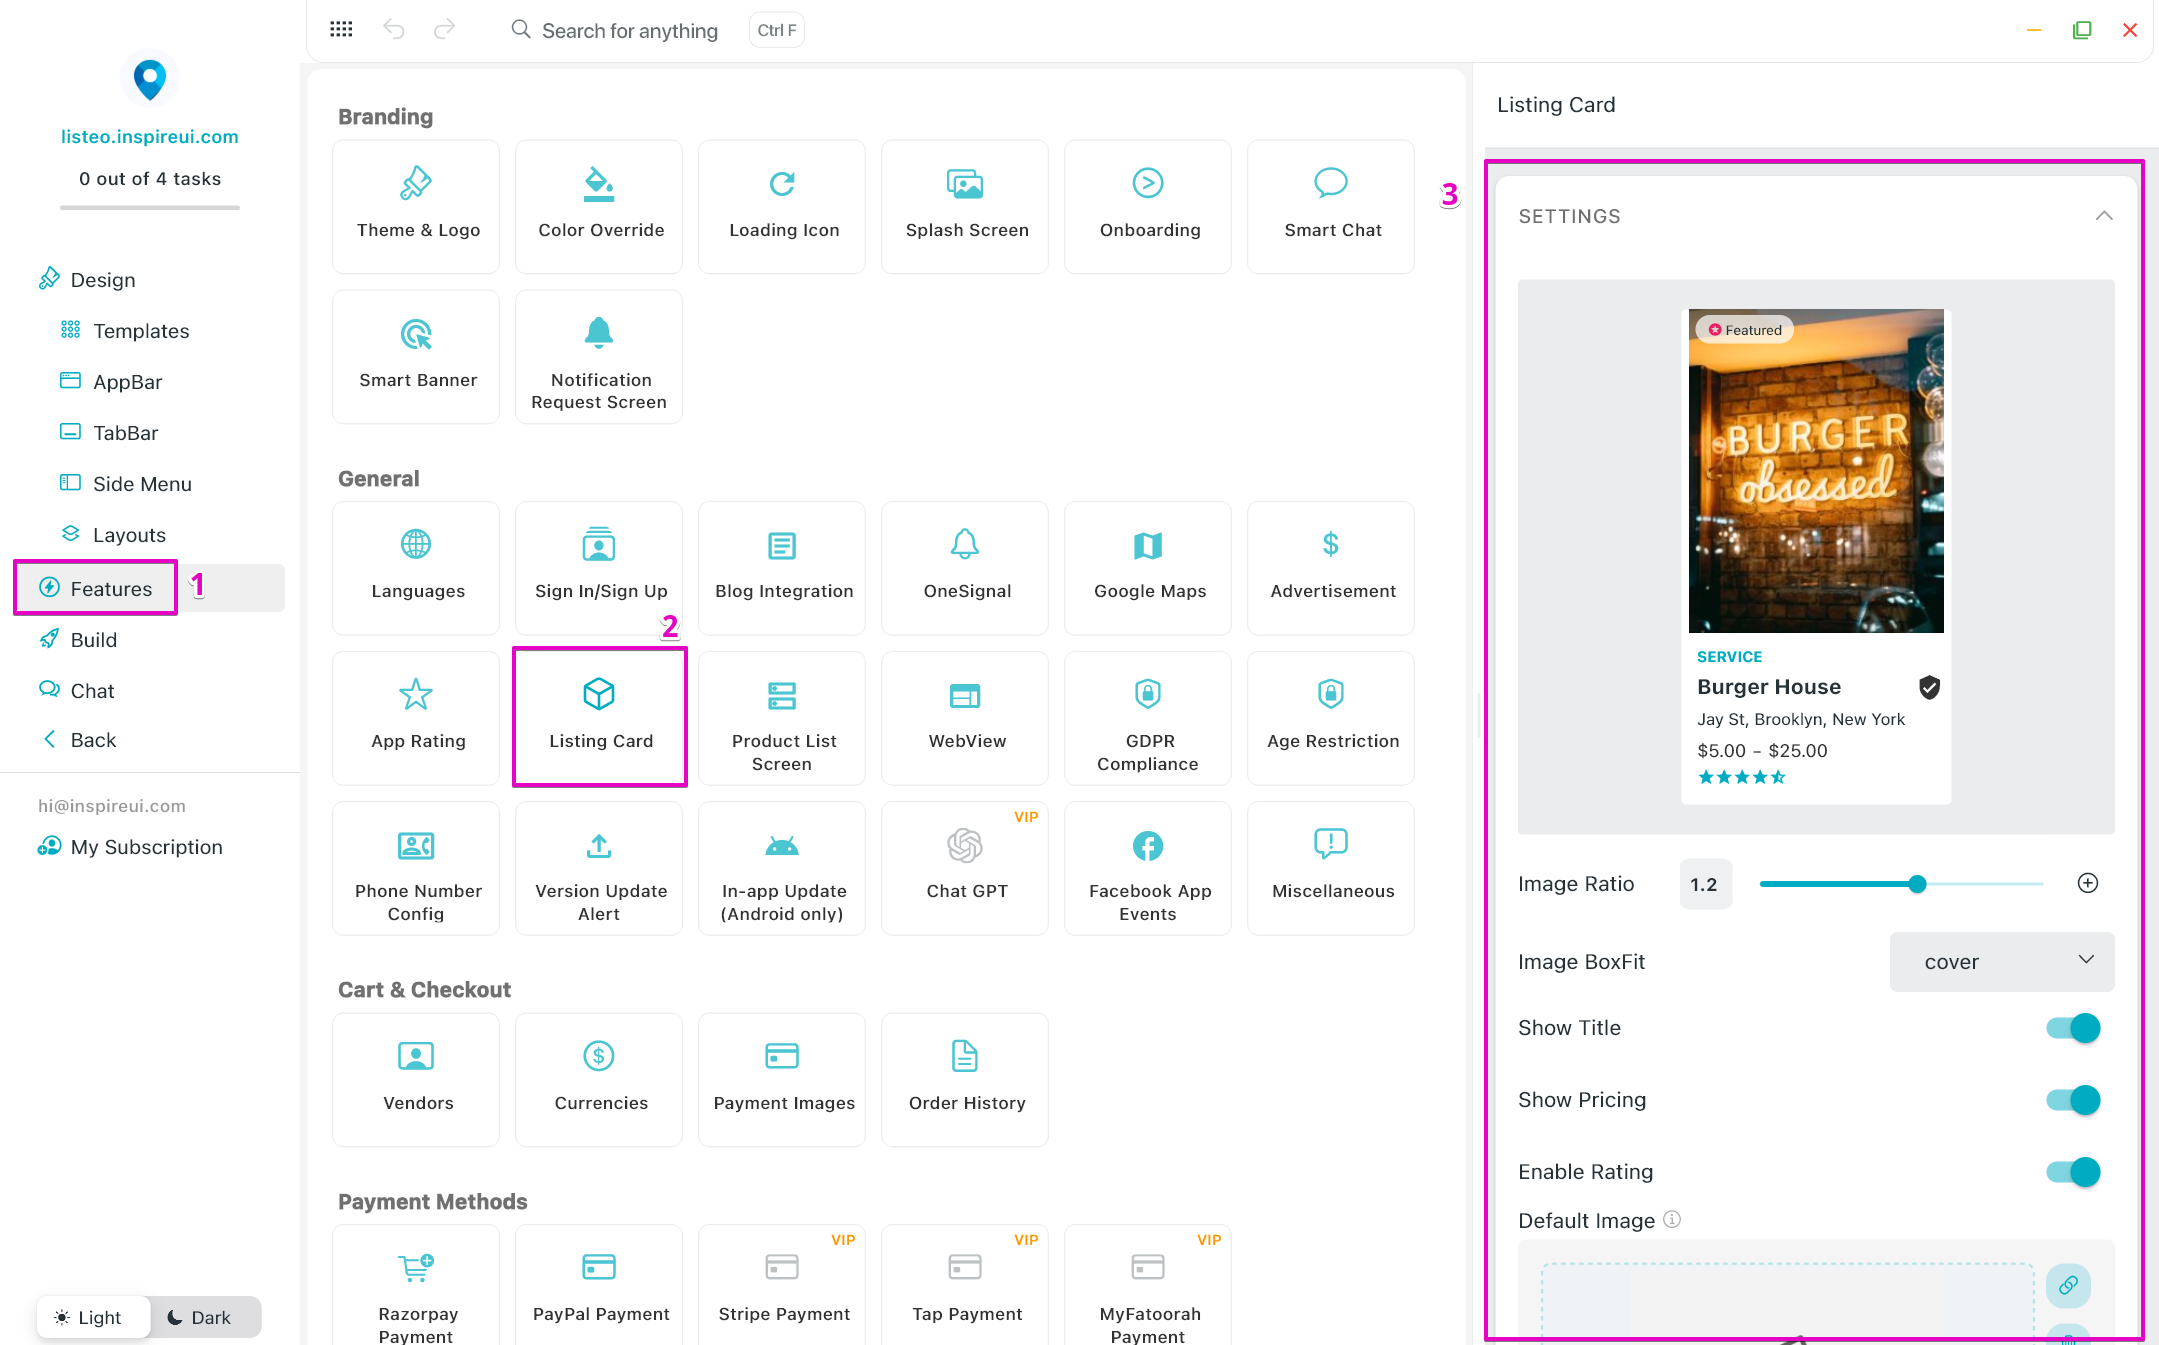 Search for anything
Ctrl F
listeo.inspireui.com
0 out of 4 tasks
Design
Templates
AppBar
TabBar
Side Menu
Layouts
Features
1
Build
Chat
Back
hi@inspireui.com
My Subscription
Light
Dark
Branding
Theme & Logo
Color Override
Loading Icon
Splash Screen
Onboarding
Smart Chat
Smart Banner
Notification
Request Screen
General
Languages
Sign In/Sign Up
Blog Integration
OneSignal
Google Maps
Advertisement
2
App Rating
Listing Card
Product List
Screen
WebView
GDPR
Compliance
Age Restriction
Phone Number
Config
Version Update
Alert
In-app Update
(Android only)
VIP
Chat GPT
Facebook App
Events
Miscellaneous
Cart & Checkout
Vendors
Currencies
Payment Images
Order History
Payment Methods
Razorpay
Payment
PayPal Payment
VIP
Stripe Payment
VIP
Tap Payment
VIP
MyFatoorah
Payment
Listing Card
3
SETTINGS
Featured
BURGER
obsessed
SERVICE
Burger House
Jay St, Brooklyn, New York
$5.00 - $25.00
Image Ratio
1.2
Image BoxFit
cover
Show Title
Show Pricing
Enable Rating
Default Image